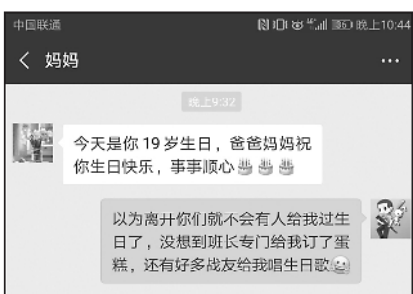 中国联通 晚上10:44
妈妈
晚上9:32
今天是你19岁生日，爸爸妈妈祝
你生日快乐，事事顺心🎂🎂🎂
以为离开你们就不会有人给我过生
日了，没想到班长专门给我订了蛋
糕，还有好多战友给我唱生日歌